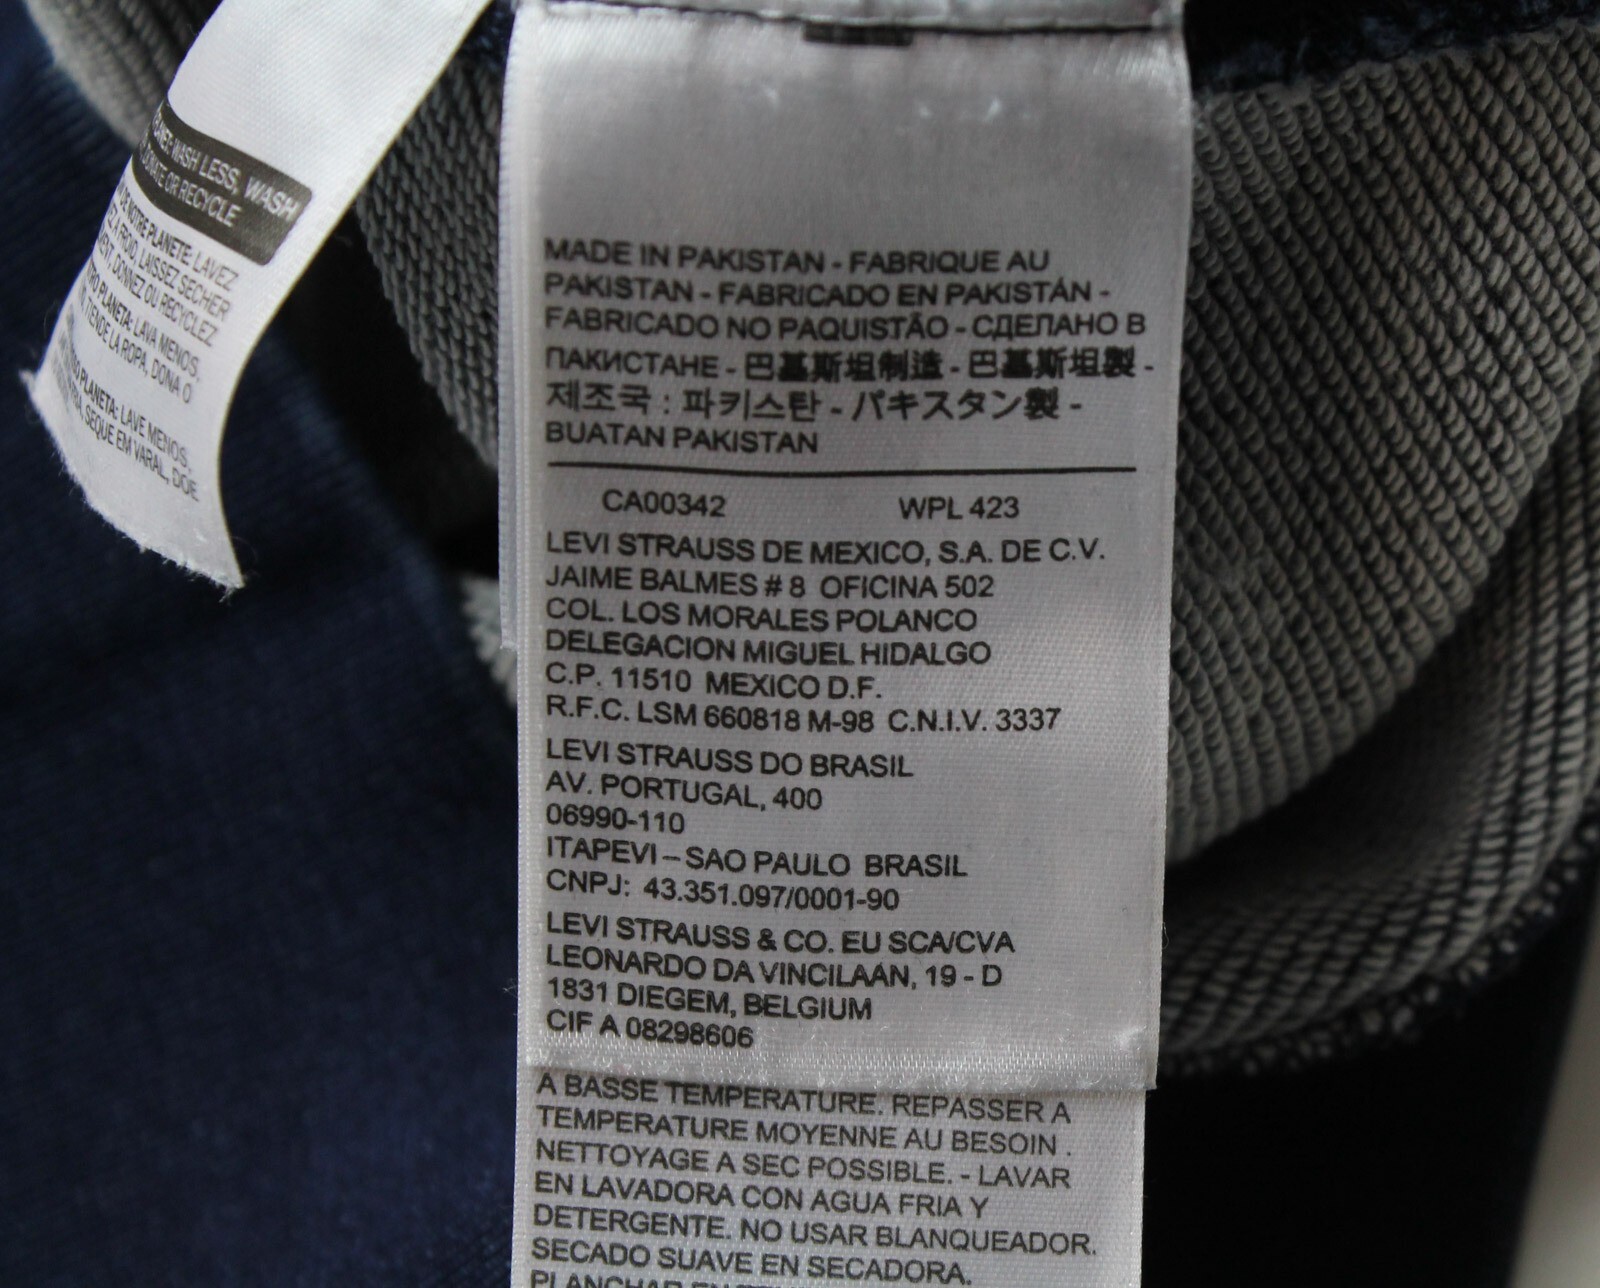 PLANET: WASH LESS, WASH
DONATE OR RECYCLE
DE NOTRE PLANETE: LAVEZ
À FROID, LAISSEZ SECHER
DONNEZ OU RECYCLEZ
PLANETA: LAVA MENOS,
TIENDE LA ROPA, DONA O
PLANETA: LAVE MENOS,
SEQUE EM VARAL, DOE
MADE IN PAKISTAN - FABRIQUE AU
PAKISTAN - FABRICADO EN PAKISTÁN -
FABRICADO NO PAQUISTÃO - СДЕЛАНО В
ПАКИСТАНЕ - 巴基斯坦制造 - 巴基斯坦製 -
제조국 : 파키스탄 - パキスタン製 -
BUATAN PAKISTAN
CA00342 WPL 423
LEVI STRAUSS DE MEXICO, S.A. DE C.V.
JAIME BALMES # 8 OFICINA 502
COL. LOS MORALES POLANCO
DELEGACION MIGUEL HIDALGO
C.P. 11510 MEXICO D.F.
R.F.C. LSM 660818 M-98 C.N.I.V. 3337
LEVI STRAUSS DO BRASIL
AV. PORTUGAL, 400
06990-110
ITAPEVI – SAO PAULO BRASIL
CNPJ: 43.351.097/0001-90
LEVI STRAUSS & CO. EU SCA/CVA
LEONARDO DA VINCILAAN, 19 - D
1831 DIEGEM, BELGIUM
CIF A 08298606
A BASSE TEMPERATURE. REPASSER A
TEMPERATURE MOYENNE AU BESOIN .
NETTOYAGE A SEC POSSIBLE. - LAVAR
EN LAVADORA CON AGUA FRIA Y
DETERGENTE. NO USAR BLANQUEADOR.
SECADO SUAVE EN SECADORA.
PLANCHAR EN